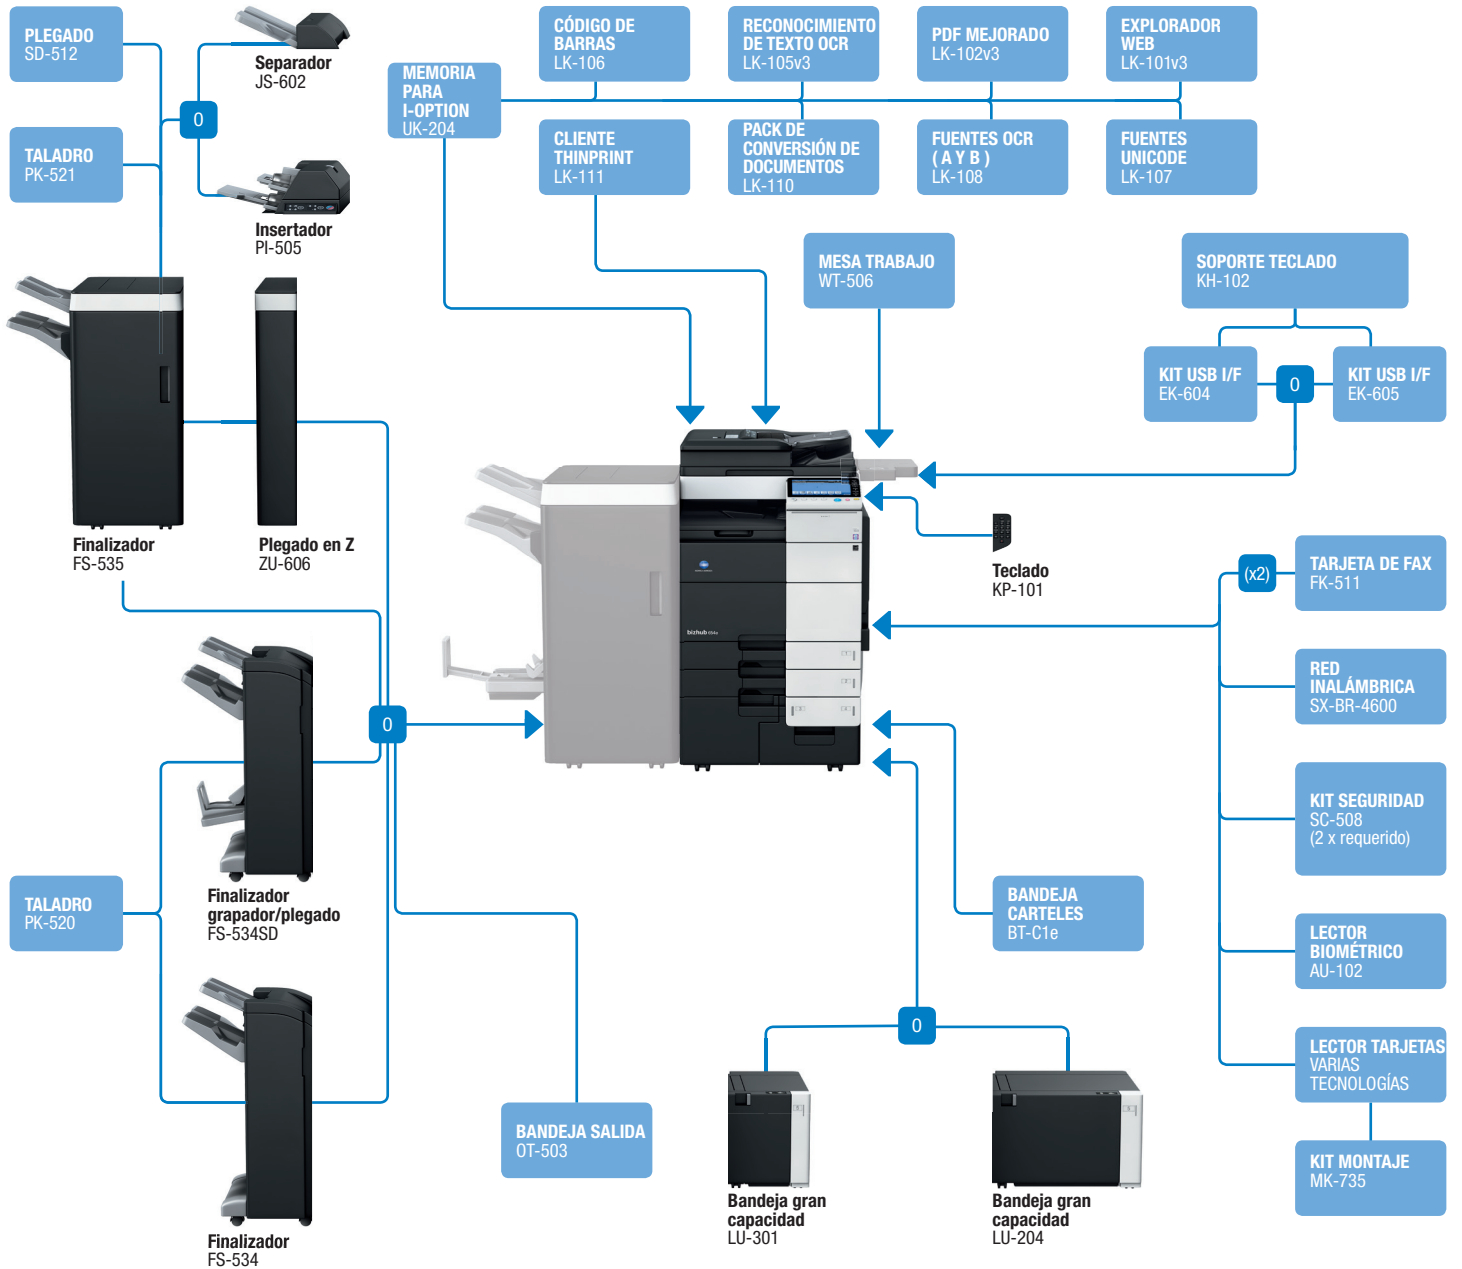 PLEGADO
SD-512
Separador
JS-602
0
TALADRO
PK-521
Insertador
PI-505
MEMORIA
PARA
I-OPTION
UK-204
CÓDIGO DE
BARRAS
LK-106
RECONOCIMIENTO
DE TEXTO OCR
LK-105v3
PDF MEJORADO
LK-102v3
EXPLORADOR
WEB
LK-101v3
CLIENTE
THINPRINT
LK-111
PACK DE
CONVERSIÓN DE
DOCUMENTOS
LK-110
FUENTES OCR
( A Y B )
LK-108
FUENTES
UNICODE
LK-107
MESA TRABAJO
WT-506
SOPORTE TECLADO
KH-102
KIT USB I/F
EK-604
0
KIT USB I/F
EK-605
Finalizador
FS-535
Plegado en Z
ZU-606
Teclado
KP-101
(x2)
TARJETA DE FAX
FK-511
bizhub 654e
RED
INALÁMBRICA
SX-BR-4600
0
KIT SEGURIDAD
SC-508
(2 x requerido)
Finalizador
grapador/plegado
FS-534SD
TALADRO
PK-520
BANDEJA
CARTELES
BT-C1e
LECTOR
BIOMÉTRICO
AU-102
0
LECTOR TARJETAS
VARIAS
TECNOLOGÍAS
BANDEJA SALIDA
OT-503
KIT MONTAJE
MK-735
Bandeja gran
capacidad
LU-301
Bandeja gran
capacidad
LU-204
Finalizador
FS-534